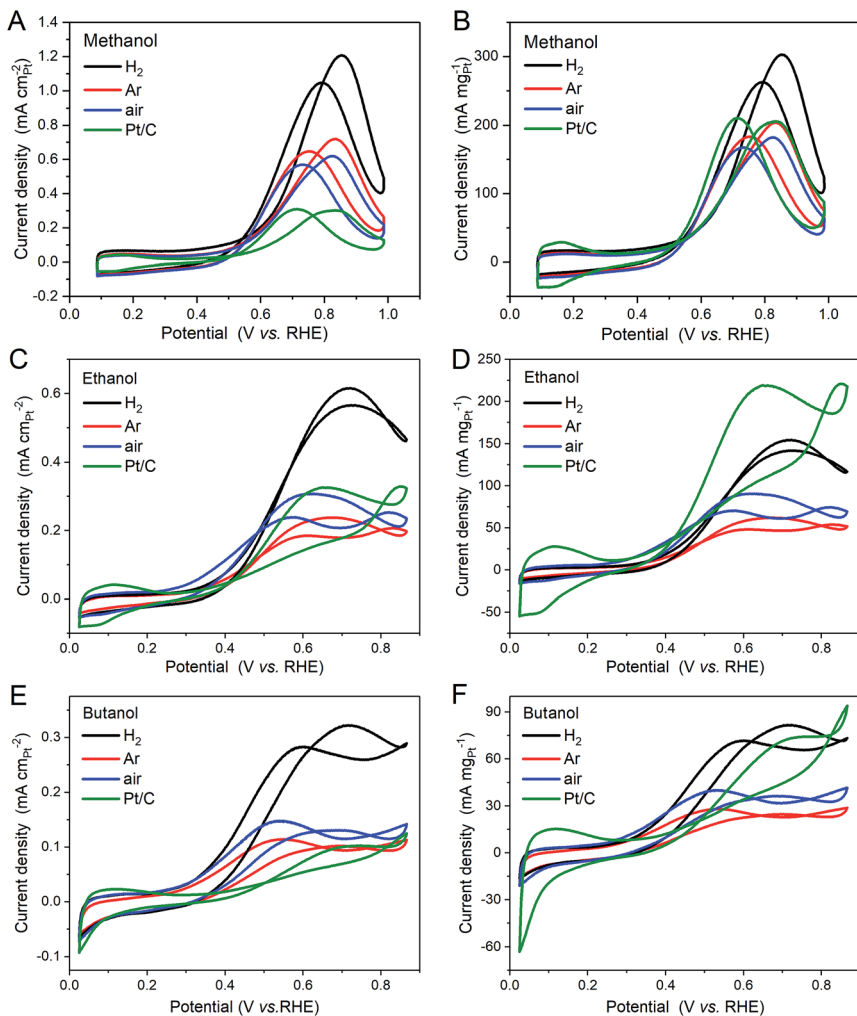 A
Methanol
H₂
Ar
air
Pt/C
Current density (mA cm⁻²Pt)
1.4
1.2
1.0
0.8
0.6
0.4
0.2
0.0
-0.2
0.0 0.2 0.4 0.6 0.8 1.0
Potential (V vs. RHE)
B
Methanol
H₂
Ar
air
Pt/C
Current density (mA mgPt⁻¹)
300
200
100
0
0.0 0.2 0.4 0.6 0.8 1.0
Potential (V vs. RHE)
C
Ethanol
H₂
Ar
air
Pt/C
Current density (mA cmPt⁻²)
0.6
0.4
0.2
0.0
0.0 0.2 0.4 0.6 0.8
Potential (V vs. RHE)
D
Ethanol
H₂
Ar
air
Pt/C
Current density (mA mgPt⁻¹)
250
200
150
100
50
0
-50
0.0 0.2 0.4 0.6 0.8
Potential (V vs. RHE)
E
Butanol
H₂
Ar
air
Pt/C
Current density (mA cmPt⁻²)
0.3
0.2
0.1
0.0
-0.1
0.0 0.2 0.4 0.6 0.8
Potential (V vs.RHE)
F
Butanol
H₂
Ar
air
Pt/C
Current density (mA mgPt⁻¹)
90
60
30
0
-30
-60
0.0 0.2 0.4 0.6 0.8
Potential (V vs. RHE)